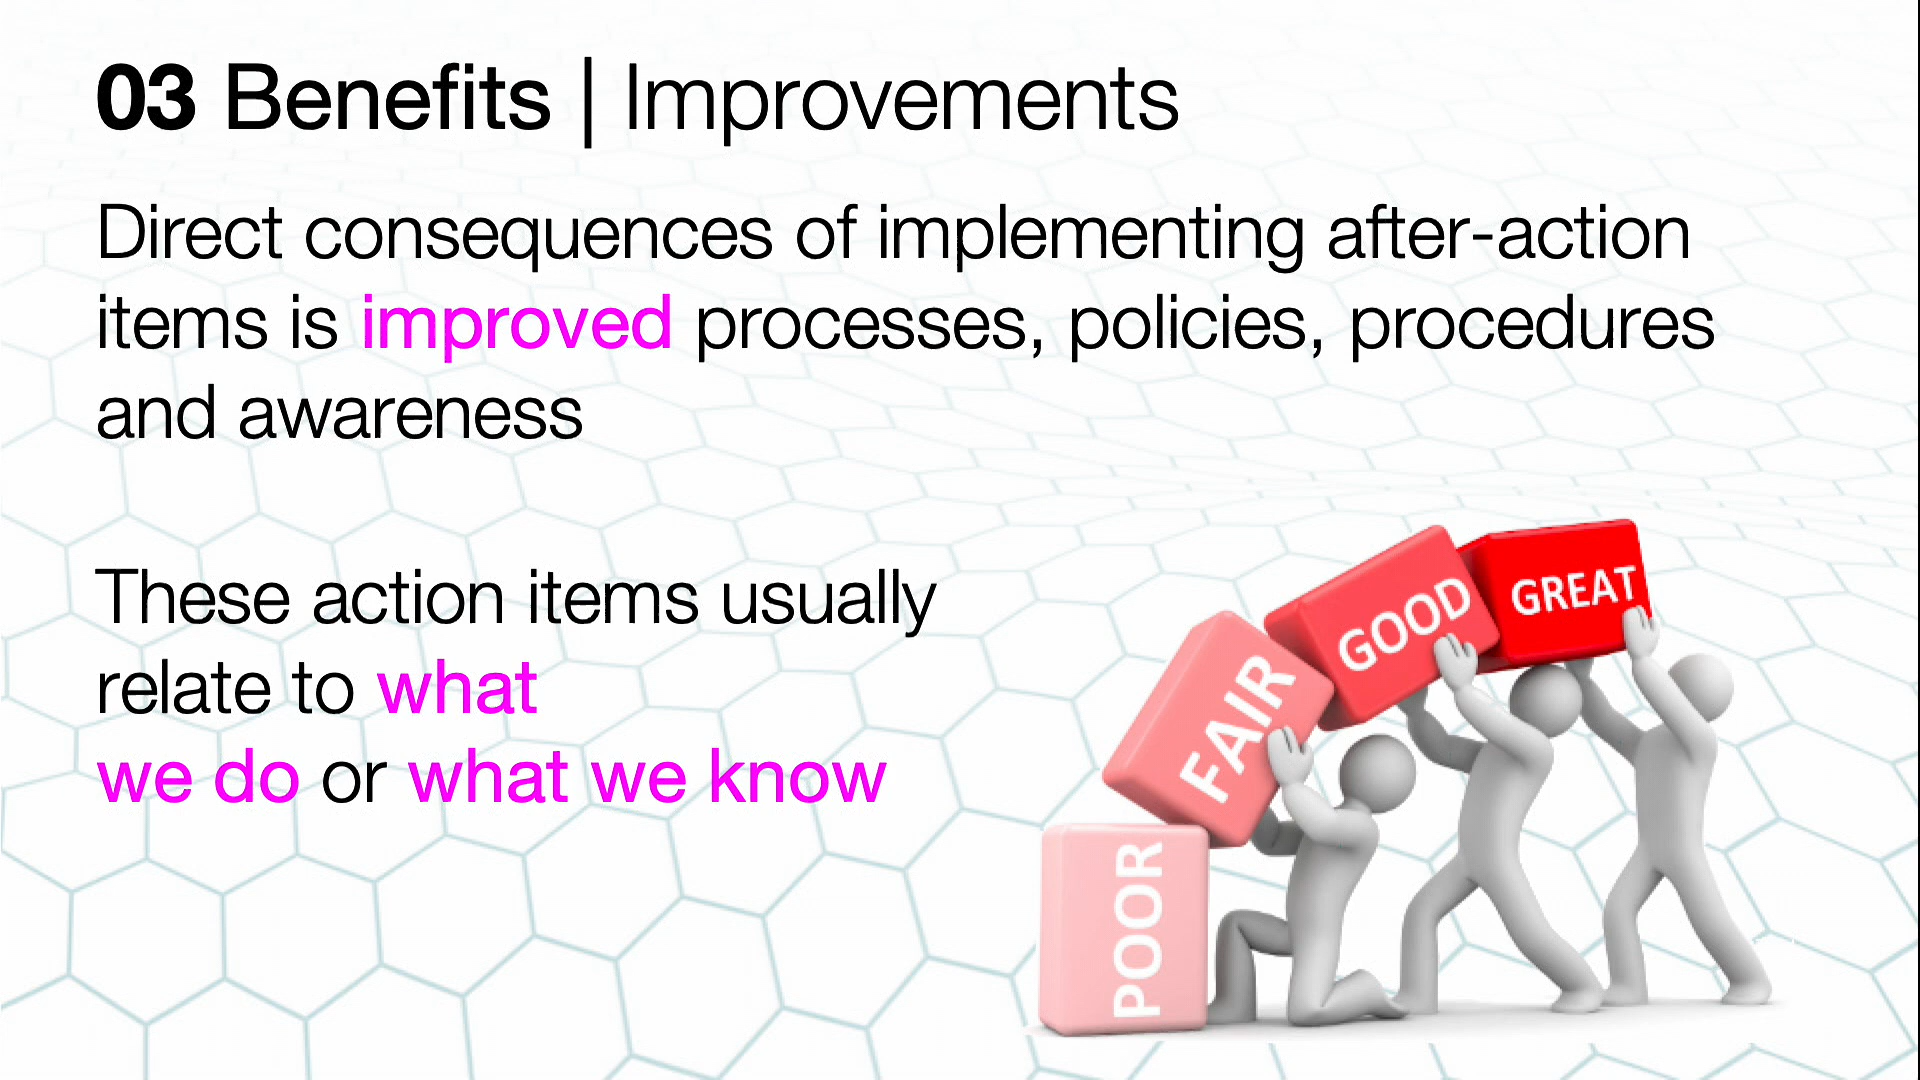 03 Benefits | Improvements
Direct consequences of implementing after-action
items is improved processes, policies, procedures
and awareness
These action items usually
relate to what
we do or what we know
POOR
FAIR
GOOD
GREAT